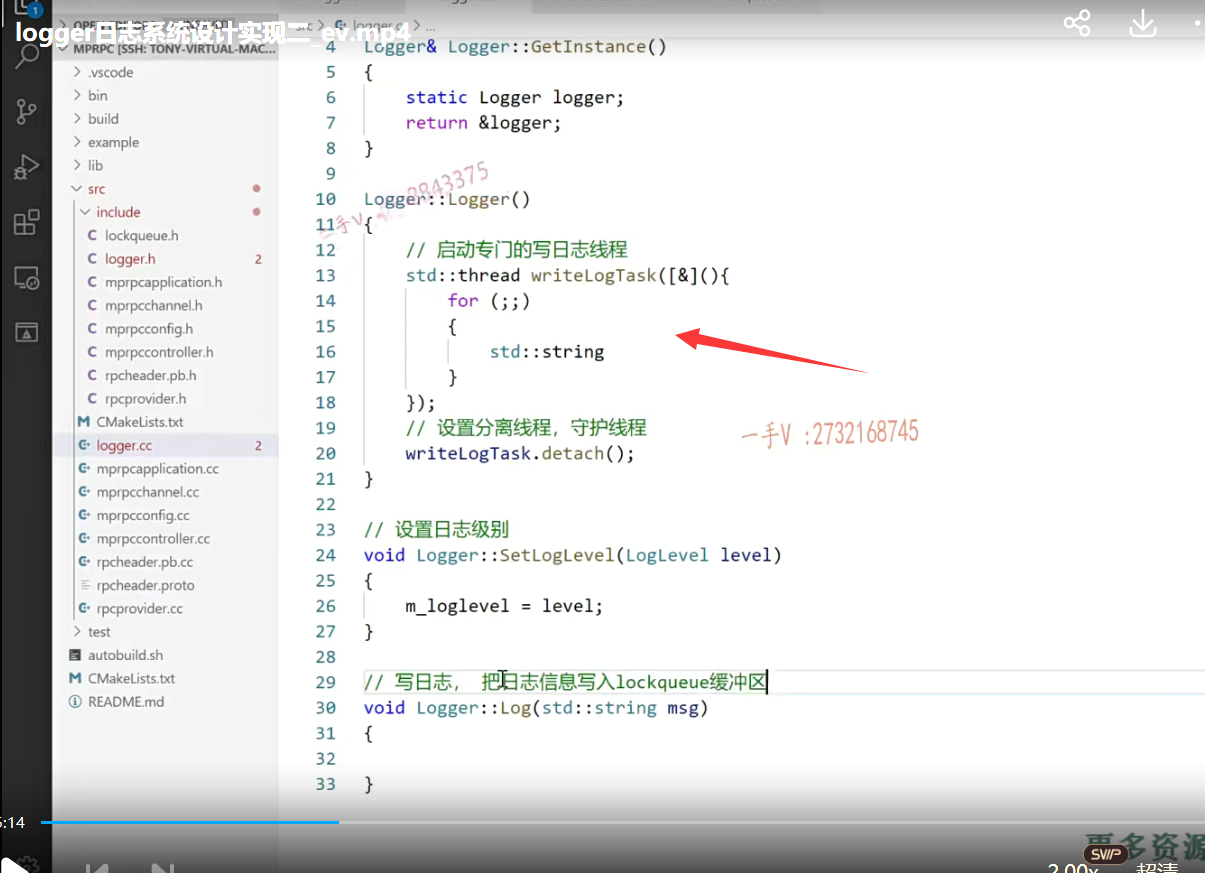 logger日志系统设计实现二_ev.mp4
1
MPRPC [SSH: TONY-VIRTUAL-MAC...
.vscode
bin
build
example
lib
src
include
lockqueue.h
logger.h 2
mprpcapplication.h
mprpcchannel.h
mprpcconfig.h
mprpccontroller.h
rpcheader.pb.h
rpcprovider.h
CMakeLists.txt
logger.cc 2
mprpcapplication.cc
mprpcchannel.cc
mprpcconfig.cc
mprpccontroller.cc
rpcheader.pb.cc
rpcheader.proto
rpcprovider.cc
test
autobuild.sh
CMakeLists.txt
README.md
4 Logger& Logger::GetInstance()
5 {
6 static Logger logger;
7 return &logger;
8 }
9
10 Logger::Logger()
11 {
12 // 启动专门的写日志线程
13 std::thread writeLogTask([&](){
14 for (;;)
15 {
16 std::string
17 }
18 });
19 // 设置分离线程，守护线程
20 writeLogTask.detach();
21 }
22
23 // 设置日志级别
24 void Logger::SetLogLevel(LogLevel level)
25 {
26 m_loglevel = level;
27 }
28
29 // 写日志， 把日志信息写入lockqueue缓冲区
30 void Logger::Log(std::string msg)
31 {
32
33 }
一手V :2732168745
:14
SVIP
多资源
2.00x
超清